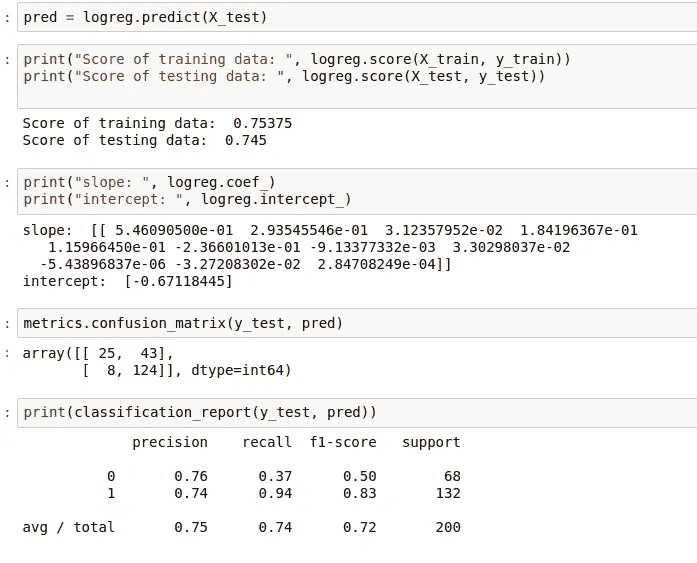 : pred = logreg.predict(X_test)
: print("Score of training data: ", logreg.score(X_train, y_train))
print("Score of testing data: ", logreg.score(X_test, y_test))
Score of training data:  0.75375
Score of testing data:  0.745
: print("slope: ", logreg.coef_)
print("intercept: ", logreg.intercept_)
slope:  [[ 5.46090500e-01  2.93545546e-01  3.12357952e-02  1.84196367e-01
1.15966450e-01 -2.36601013e-01 -9.13377332e-03  3.30298037e-02
-5.43896837e-06 -3.27208302e-02  2.84708249e-04]]
intercept:  [-0.67118445]
: metrics.confusion_matrix(y_test, pred)
: array([[ 25,  43],
[  8, 124]], dtype=int64)
: print(classification_report(y_test, pred))
precision    recall  f1-score   support
0       0.76      0.37      0.50        68
1       0.74      0.94      0.83       132
avg / total       0.75      0.74      0.72       200